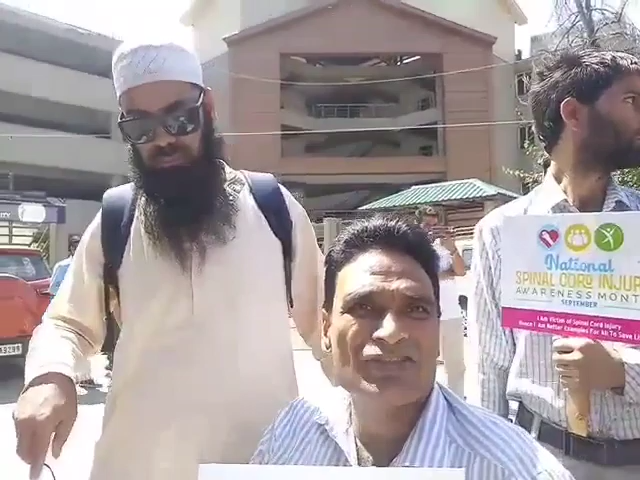 National
SPINAL CORD INJUR
AWARENESS MONT
SEPTEMBER
I Am Victim of Spinal Cord Injury
Hence I Am Better Examples For All To Save Li